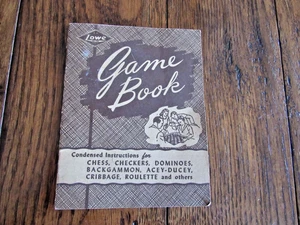 Lowe
Game
Book
Condensed Instructions for
CHESS, CHECKERS, DOMINOES,
BACKGAMMON, ACEY-DUCEY,
CRIBBAGE, ROULETTE and others